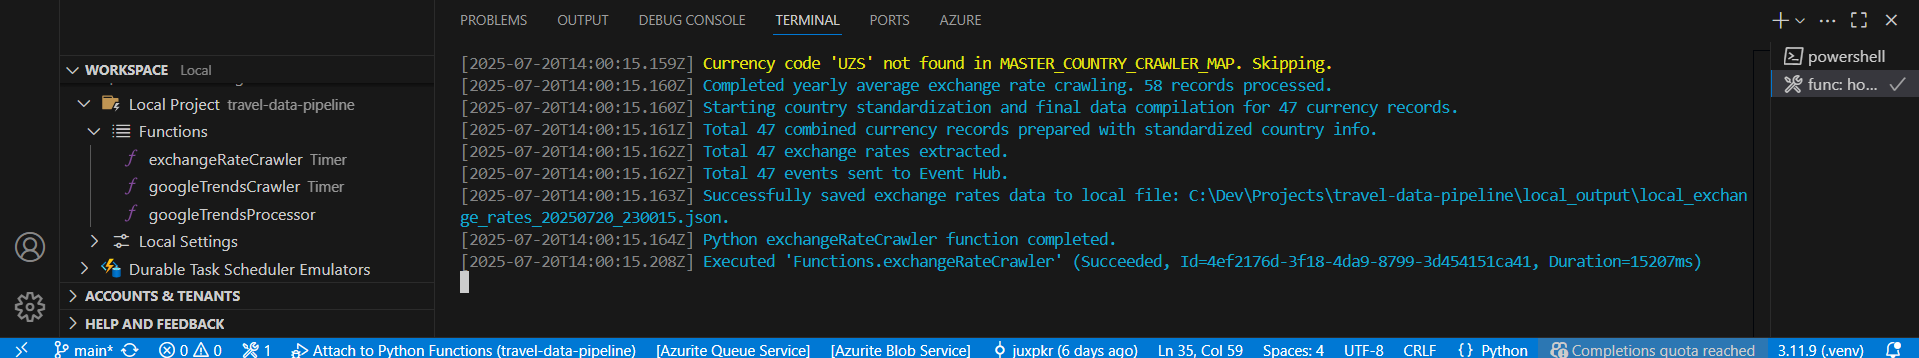 PROBLEMS OUTPUT DEBUG CONSOLE TERMINAL PORTS AZURE
WORKSPACE Local
Local Project travel-data-pipeline
Functions
exchangeRateCrawler Timer
googleTrendsCrawler Timer
googleTrendsProcessor
Local Settings
Durable Task Scheduler Emulators
ACCOUNTS & TENANTS
HELP AND FEEDBACK
[2025-07-20T14:00:15.159Z] Currency code 'UZS' not found in MASTER_COUNTRY_CRAWLER_MAP. Skipping.
[2025-07-20T14:00:15.160Z] Completed yearly average exchange rate crawling. 58 records processed.
[2025-07-20T14:00:15.160Z] Starting country standardization and final data compilation for 47 currency records.
[2025-07-20T14:00:15.161Z] Total 47 combined currency records prepared with standardized country info.
[2025-07-20T14:00:15.162Z] Total 47 exchange rates extracted.
[2025-07-20T14:00:15.162Z] Total 47 events sent to Event Hub.
[2025-07-20T14:00:15.163Z] Successfully saved exchange rates data to local file: C:\Dev\Projects\travel-data-pipeline\local_output\local_exchan
ge_rates_20250720_230015.json.
[2025-07-20T14:00:15.164Z] Python exchangeRateCrawler function completed.
[2025-07-20T14:00:15.208Z] Executed 'Functions.exchangeRateCrawler' (Succeeded, Id=4ef2176d-3f18-4da9-8799-3d454151ca41, Duration=15207ms)
powershell
func: ho...
main* 0 0 1 Attach to Python Functions (travel-data-pipeline) [Azurite Queue Service] [Azurite Blob Service] juxpkr (6 days ago) Ln 35, Col 59 Spaces: 4 UTF-8 CRLF {} Python Completions quota reached 3.11.9 (.venv)